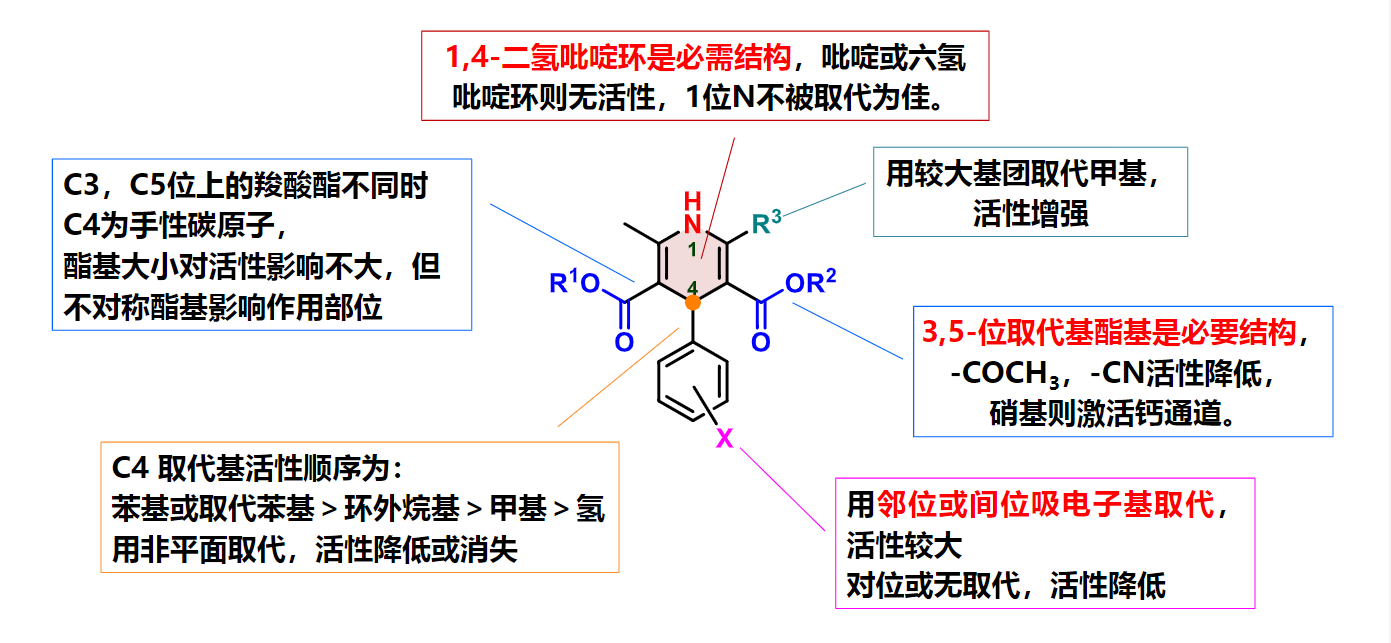 1,4-二氢吡啶环是必需结构，吡啶或六氢
吡啶环则无活性，1位N不被取代为佳。
C3，C5位上的羧酸酯不同时
C4为手性碳原子，
酯基大小对活性影响不大，但
不对称酯基影响作用部位
用较大基团取代甲基，
活性增强
H
N
R³
1
4
R¹O
OR²
O
O
X
3,5-位取代基酯基是必要结构，
-COCH₃，-CN活性降低，
硝基则激活钙通道。
C4 取代基活性顺序为：
苯基或取代苯基＞环外烷基＞甲基＞氢
用非平面取代，活性降低或消失
用邻位或间位吸电子基取代，
活性较大
对位或无取代，活性降低